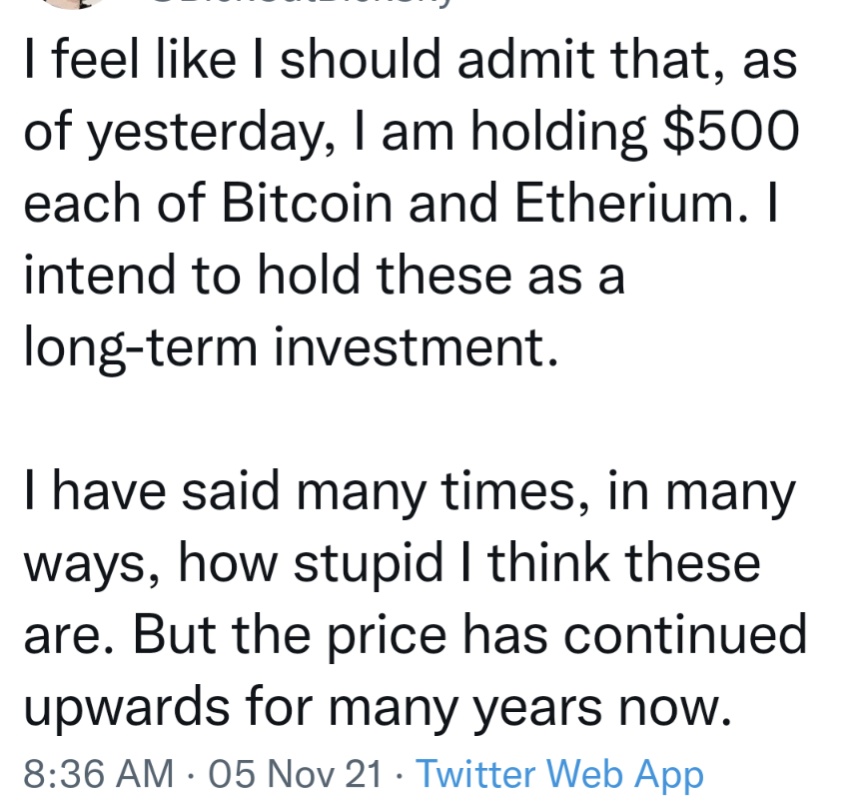 I feel like I should admit that, as
of yesterday, I am holding $500
each of Bitcoin and Etherium. I
intend to hold these as a
long-term investment.
I have said many times, in many
ways, how stupid I think these
are. But the price has continued
upwards for many years now.
8:36 AM · 05 Nov 21 · Twitter Web App